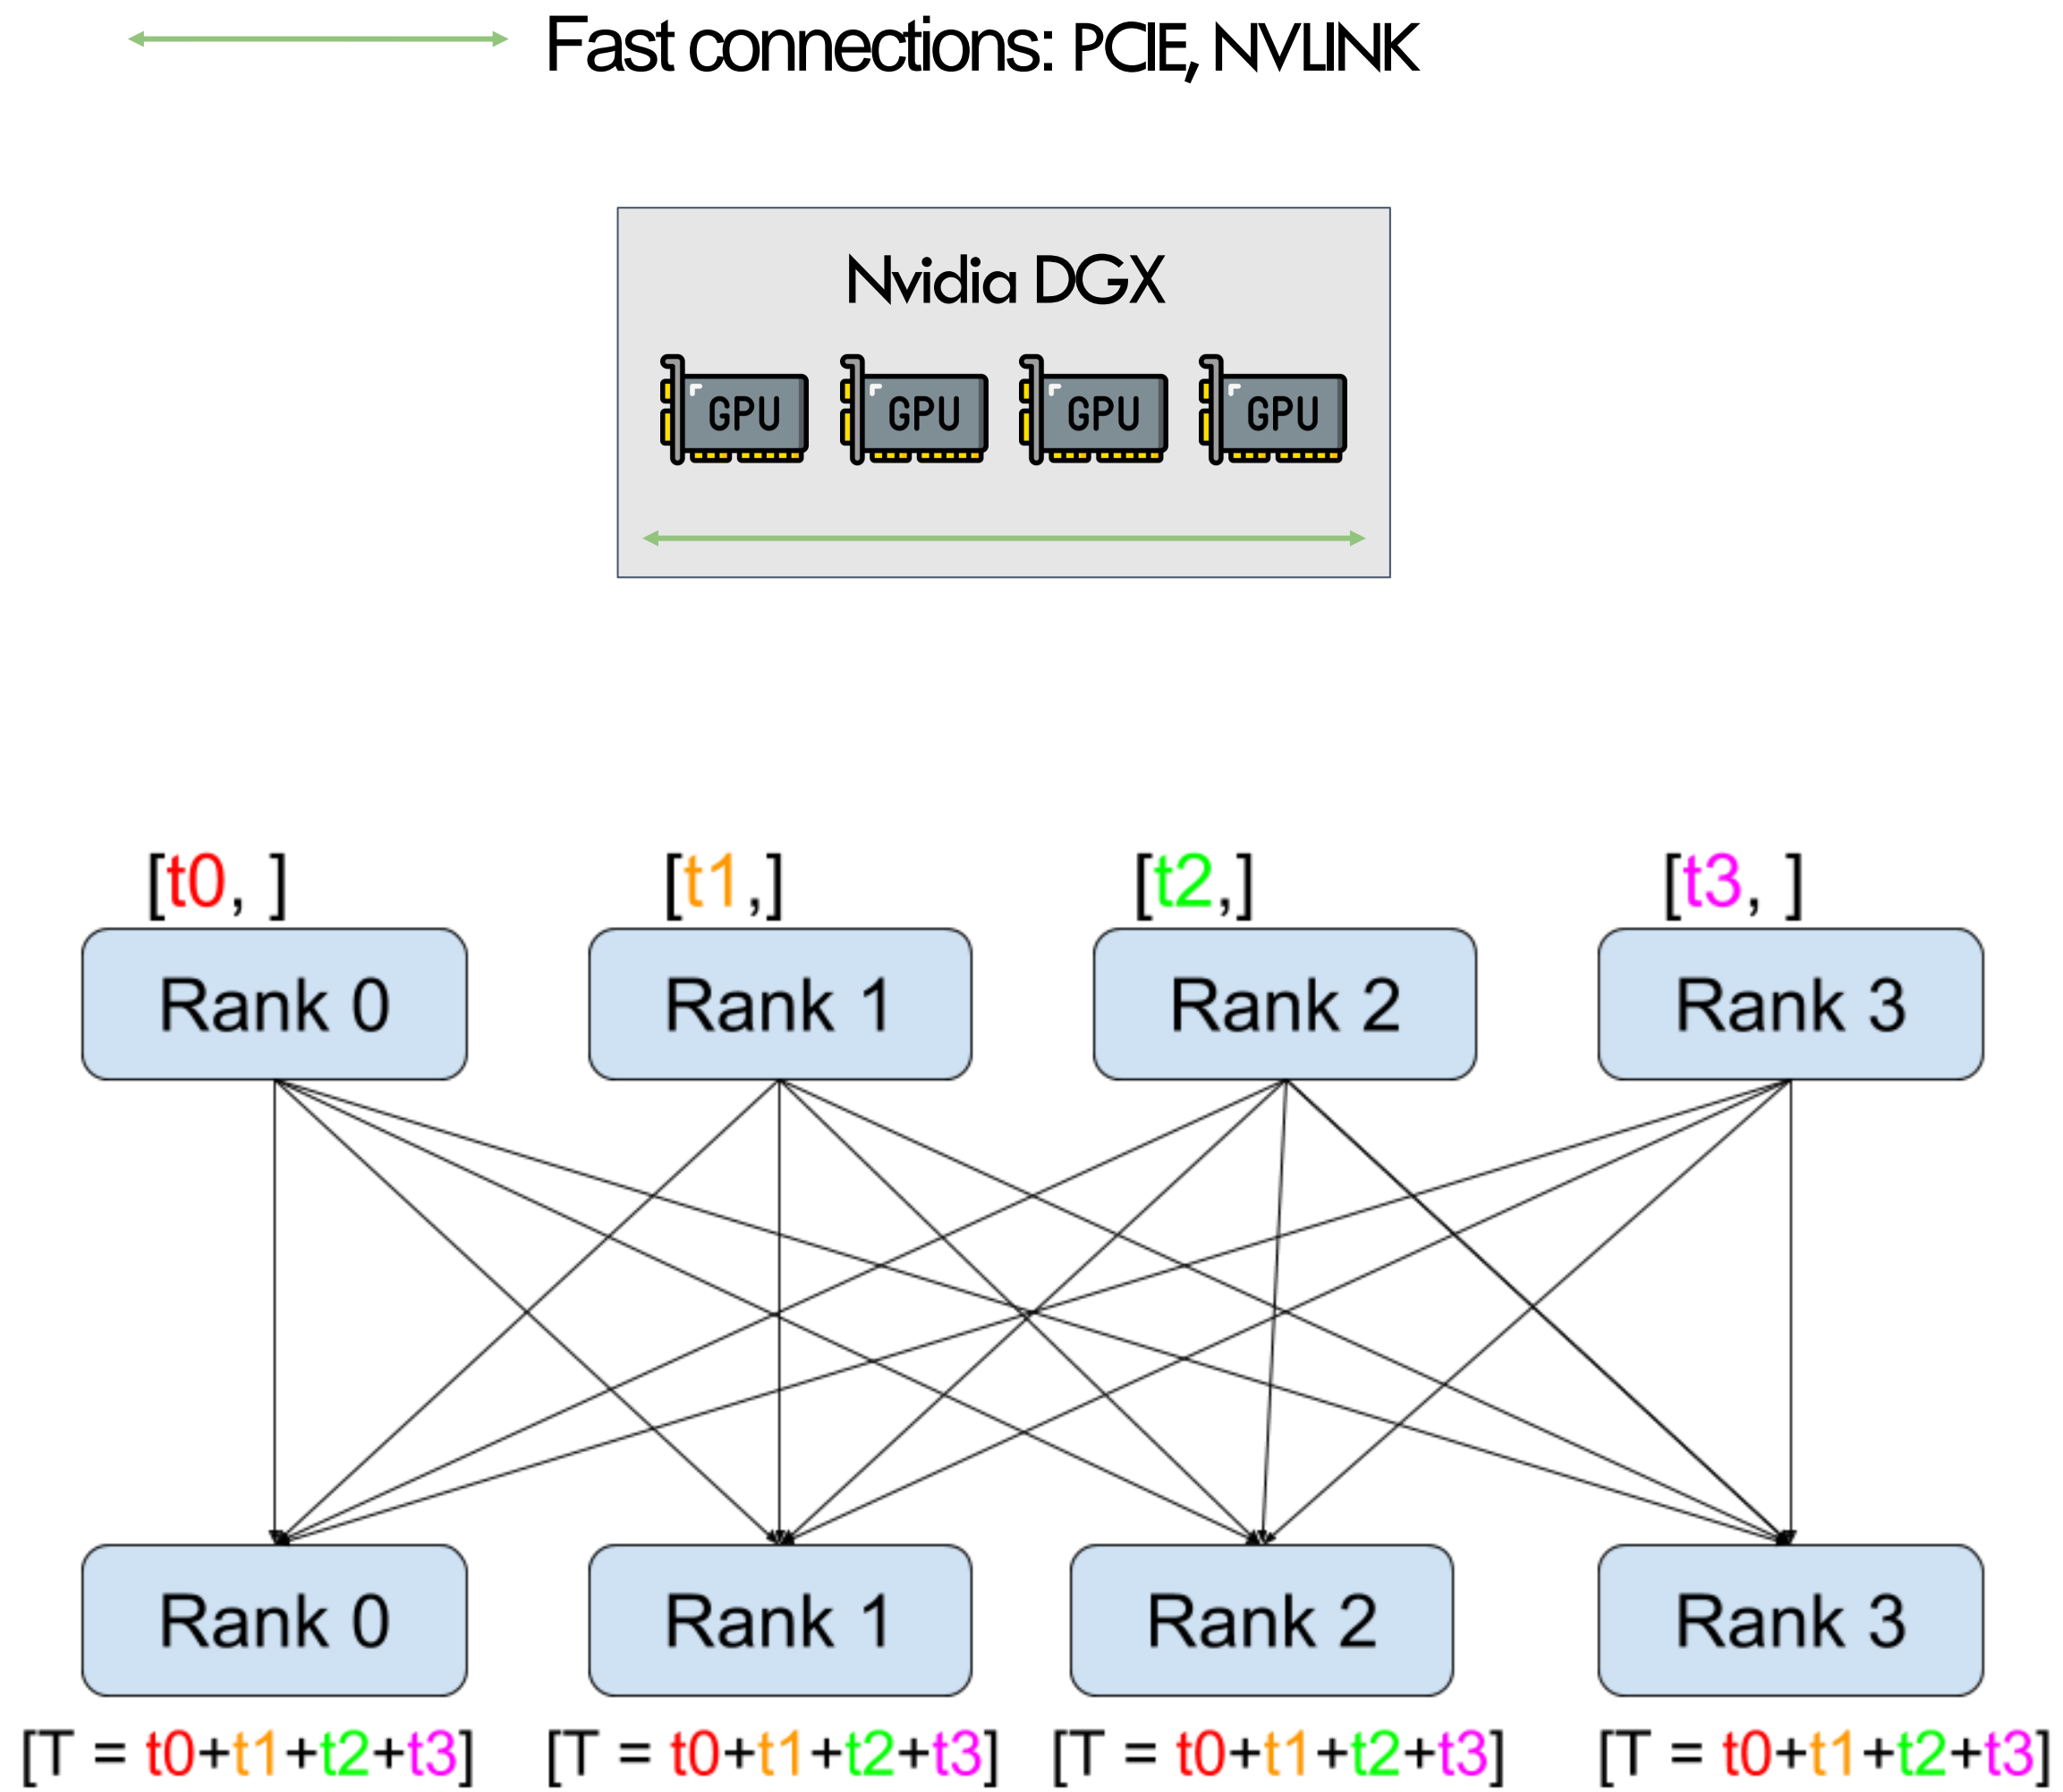 Fast connections: PCIE, NVLINK
Nvidia DGX
GPU GPU GPU GPU
[t0, ] [t1,] [t2,] [t3, ]
Rank 0 Rank 1 Rank 2 Rank 3
Rank 0 Rank 1 Rank 2 Rank 3
[T = t0+t1+t2+t3] [T = t0+t1+t2+t3] [T = t0+t1+t2+t3] [T = t0+t1+t2+t3]